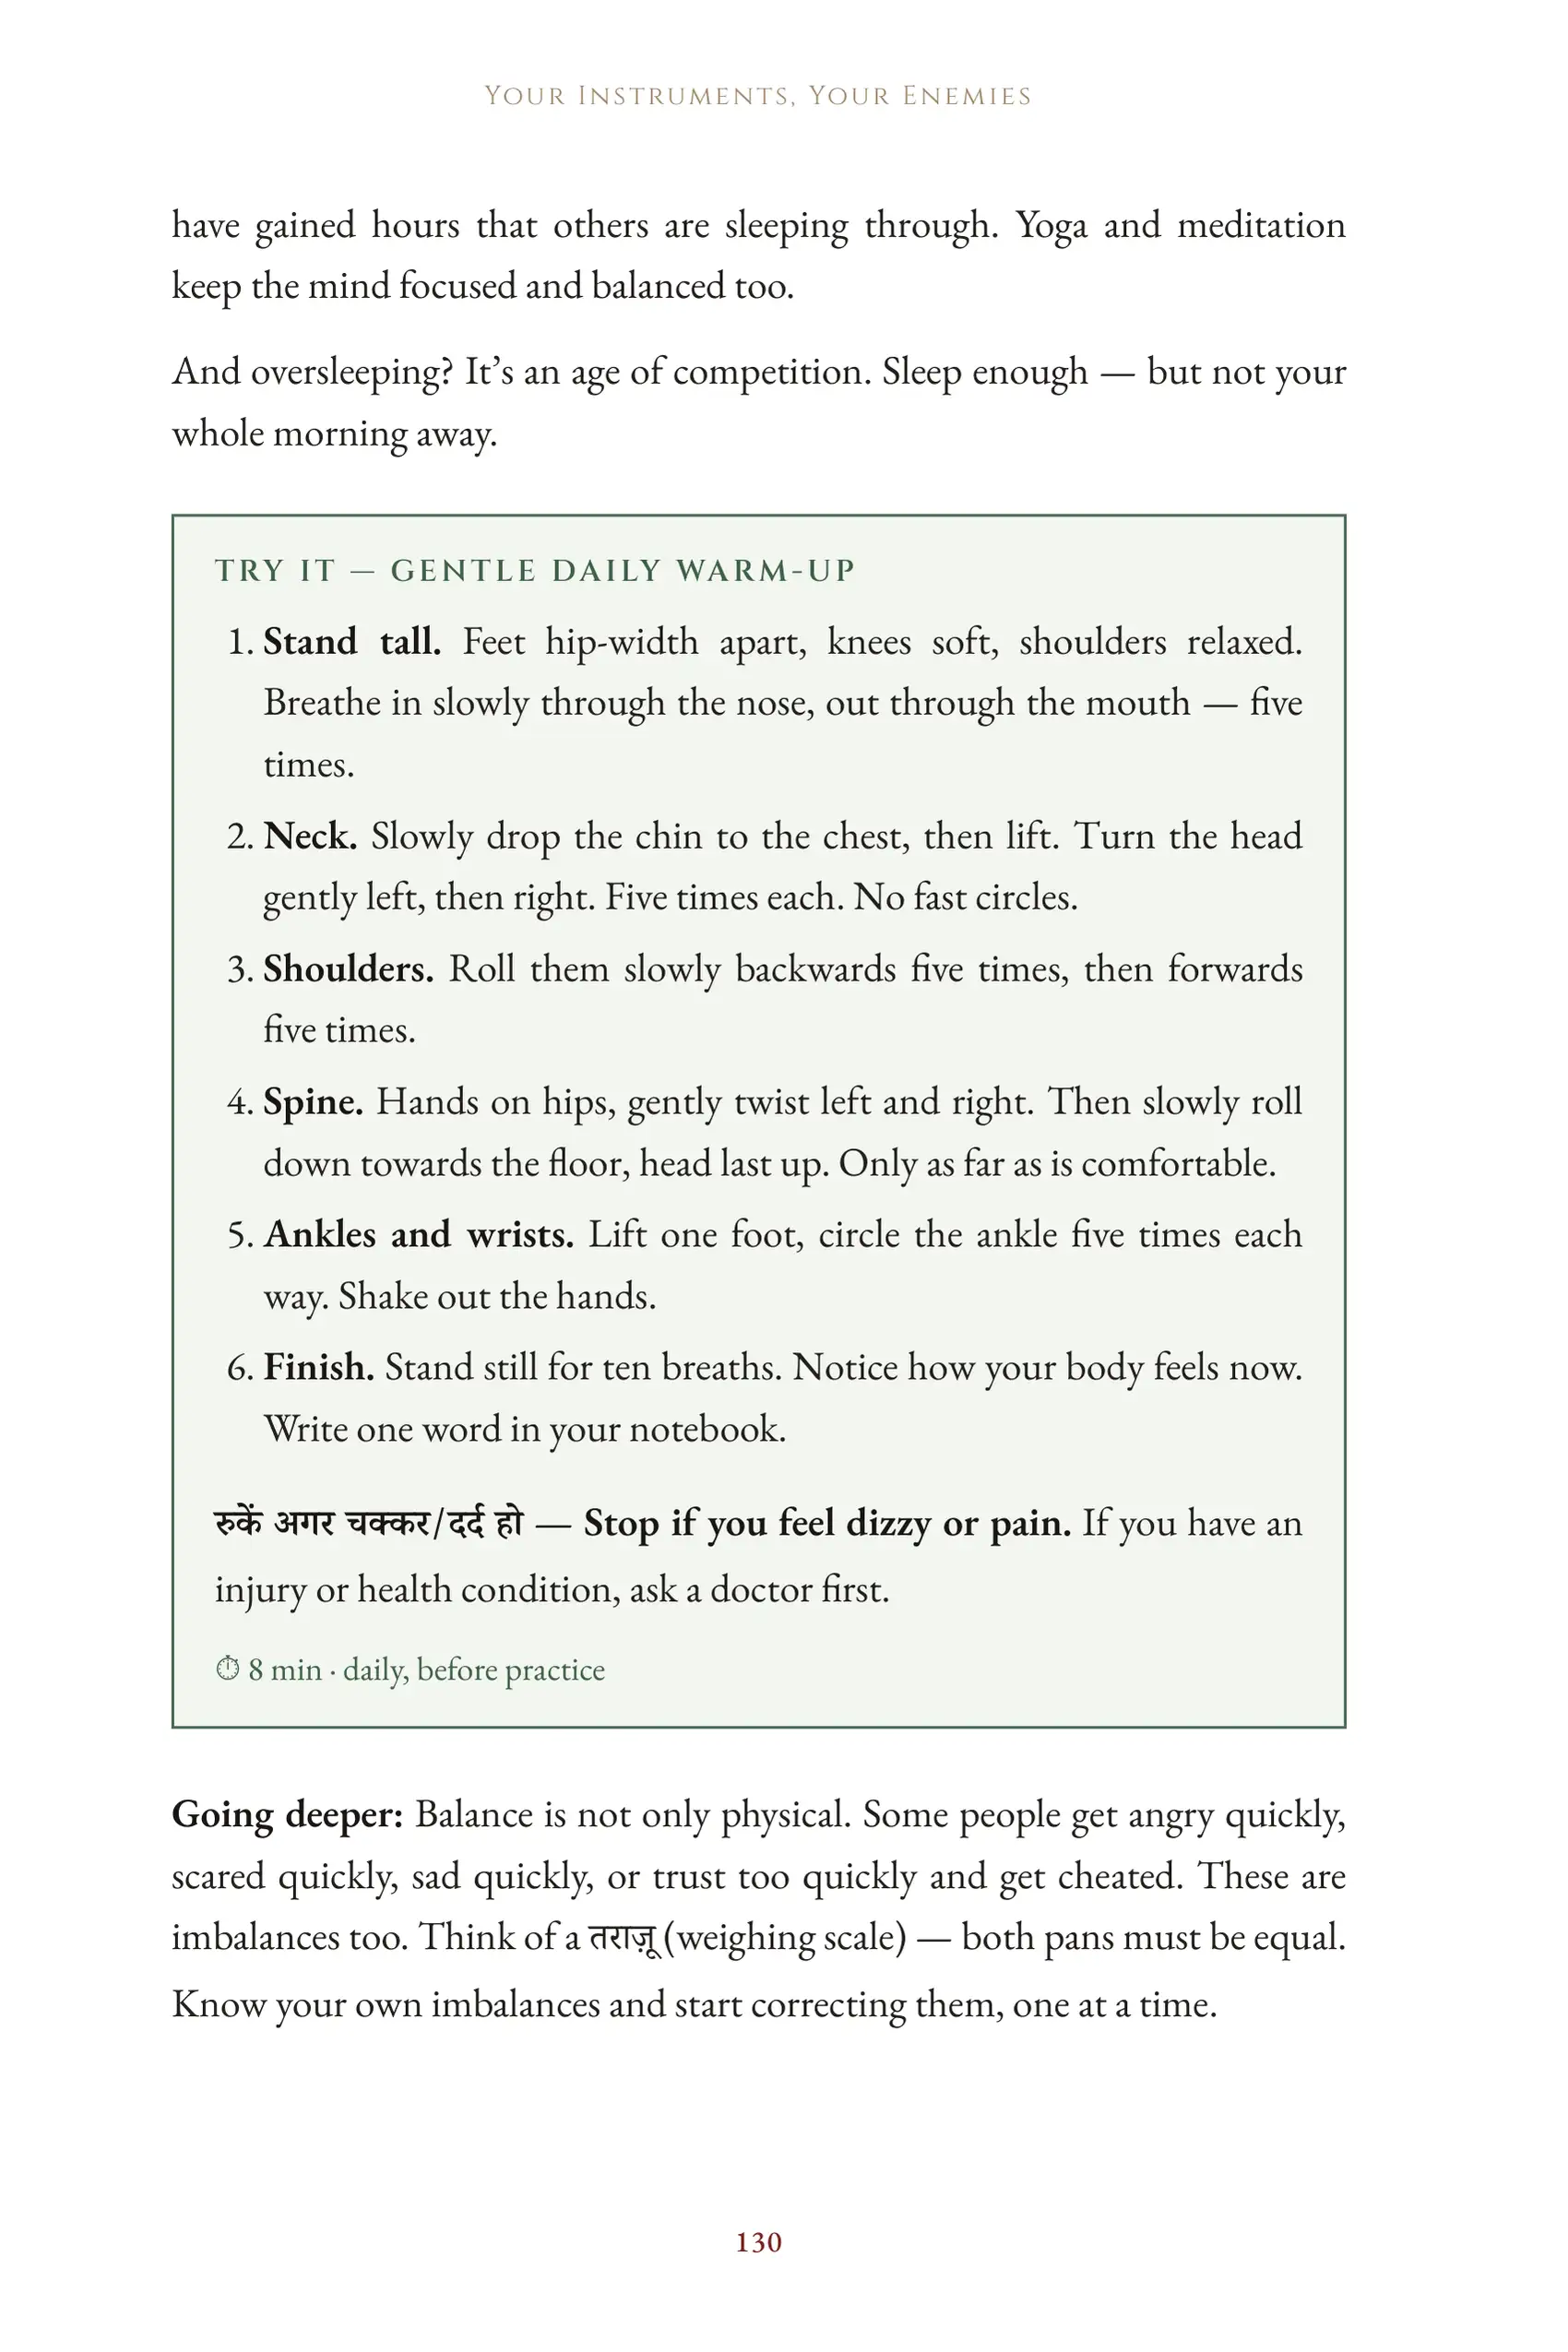 Your Instruments, Your Enemies
have gained hours that others are sleeping through. Yoga and meditation
keep the mind focused and balanced too.
And oversleeping? It’s an age of competition. Sleep enough — but not your
whole morning away.
TRY IT — GENTLE DAILY WARM-UP
1. Stand tall. Feet hip-width apart, knees soft, shoulders relaxed.
Breathe in slowly through the nose, out through the mouth — five
times.
2. Neck. Slowly drop the chin to the chest, then lift. Turn the head
gently left, then right. Five times each. No fast circles.
3. Shoulders. Roll them slowly backwards five times, then forwards
five times.
4. Spine. Hands on hips, gently twist left and right. Then slowly roll
down towards the floor, head last up. Only as far as is comfortable.
5. Ankles and wrists. Lift one foot, circle the ankle five times each
way. Shake out the hands.
6. Finish. Stand still for ten breaths. Notice how your body feels now.
Write one word in your notebook.
रुकें अगर चक्कर/दर्द हो — Stop if you feel dizzy or pain. If you have an
injury or health condition, ask a doctor first.
⏱ 8 min · daily, before practice
Going deeper: Balance is not only physical. Some people get angry quickly,
scared quickly, sad quickly, or trust too quickly and get cheated. These are
imbalances too. Think of a तराज़ू (weighing scale) — both pans must be equal.
Know your own imbalances and start correcting them, one at a time.
130